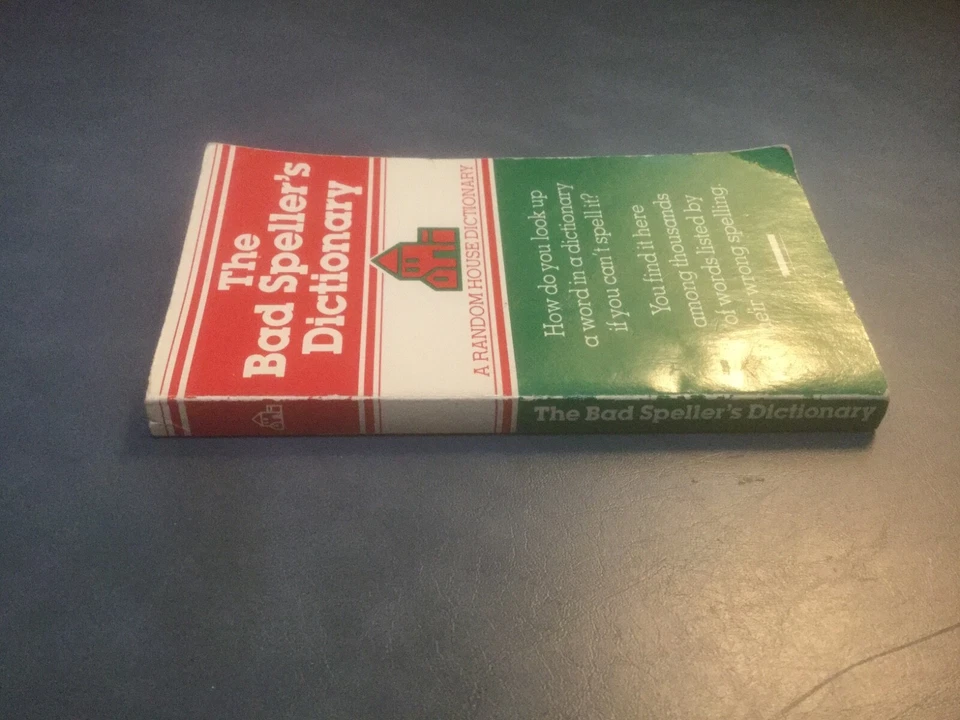 The
Bad Speller's
Dictionary
A RANDOM HOUSE DICTIONARY
How do you look up
a word in a dictionary
if you can't spell it?
You find it here
among thousands
of words listed by
their wrong spelling.
The Bad Speller's Dictionary